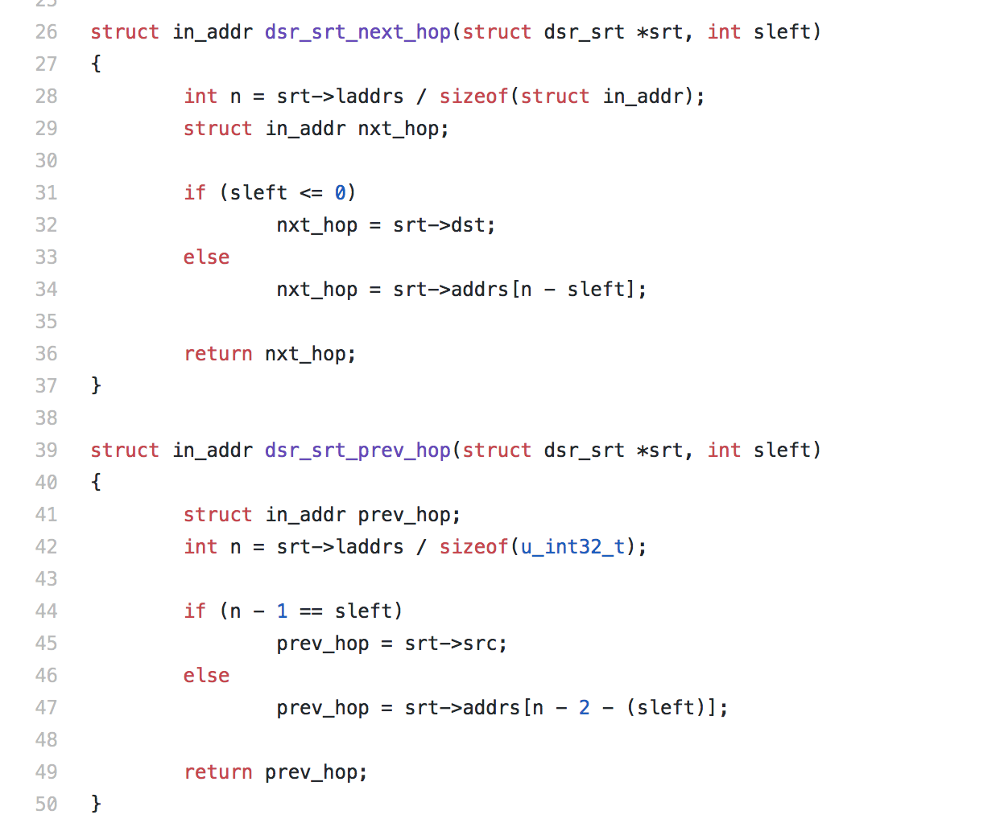 25
26 struct in_addr dsr_srt_next_hop(struct dsr_srt *srt, int sleft)
27 {
28 int n = srt->laddrs / sizeof(struct in_addr);
29 struct in_addr nxt_hop;
30
31 if (sleft <= 0)
32 nxt_hop = srt->dst;
33 else
34 nxt_hop = srt->addrs[n - sleft];
35
36 return nxt_hop;
37 }
38
39 struct in_addr dsr_srt_prev_hop(struct dsr_srt *srt, int sleft)
40 {
41 struct in_addr prev_hop;
42 int n = srt->laddrs / sizeof(u_int32_t);
43
44 if (n - 1 == sleft)
45 prev_hop = srt->src;
46 else
47 prev_hop = srt->addrs[n - 2 - (sleft)];
48
49 return prev_hop;
50 }